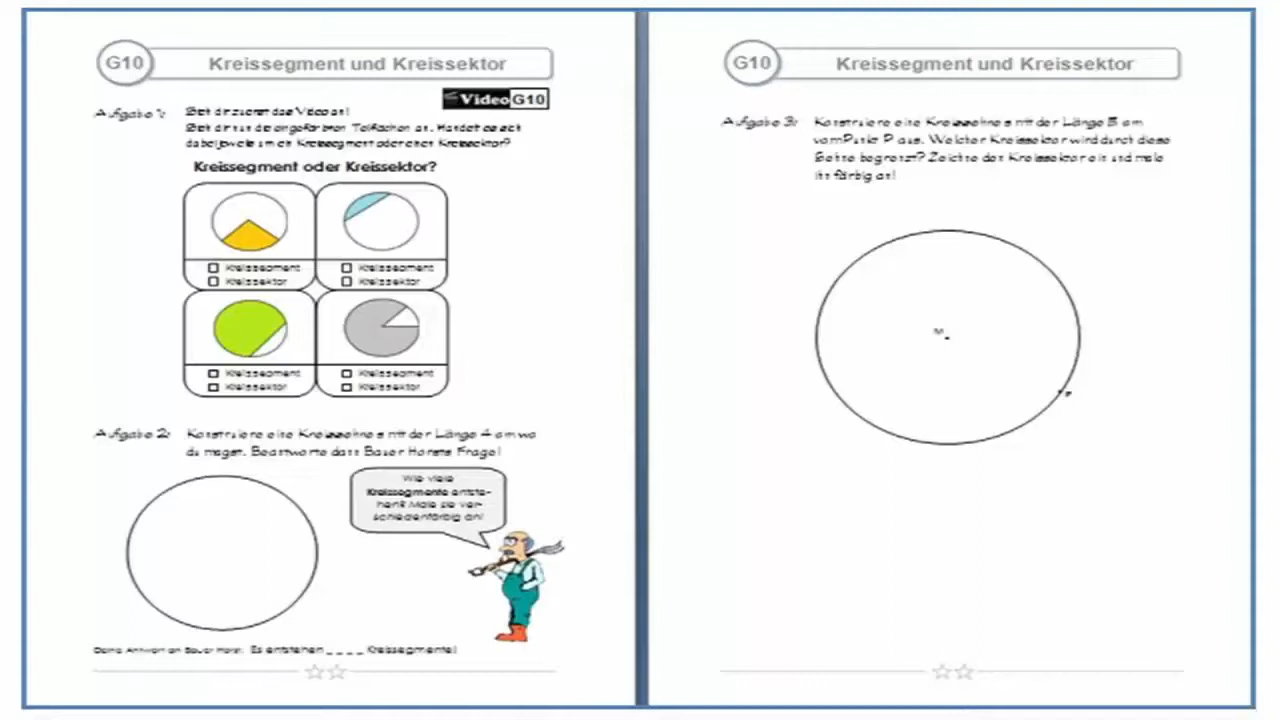 G10
Kreissegment und Kreissektor
Video G10
Aufgabe 1:
Sieh dir zuerst das Video an!
Sieh dir nun die angefärbten Teilflächen an. Handelt es sich
dabei jeweils um ein Kreissegment oder einen Kreissektor?
Kreissegment oder Kreissektor?
Kreissegment
Kreissektor
Kreissegment
Kreissektor
Kreissegment
Kreissektor
Kreissegment
Kreissektor
Aufgabe 2:
Konstruiere eine Kreissehne s mit der Länge 4 cm wo
du magst. Beantworte dann Bauer Horsts Frage!
Wie viele
Kreissegmente entste-
hen? Male sie ver-
schiedenfärbig an!
Deine Antwort an Bauer Horst: Es entstehen _ _ _ _ Kreissegmente!
G10
Kreissegment und Kreissektor
Aufgabe 3:
Konstruiere eine Kreissehne s mit der Länge 5 cm
vom Punkt P aus. Welcher Kreissektor wird durch diese
Sehne begrenzt? Zeichne den Kreissektor ein und male
ihn färbig an!
M
P